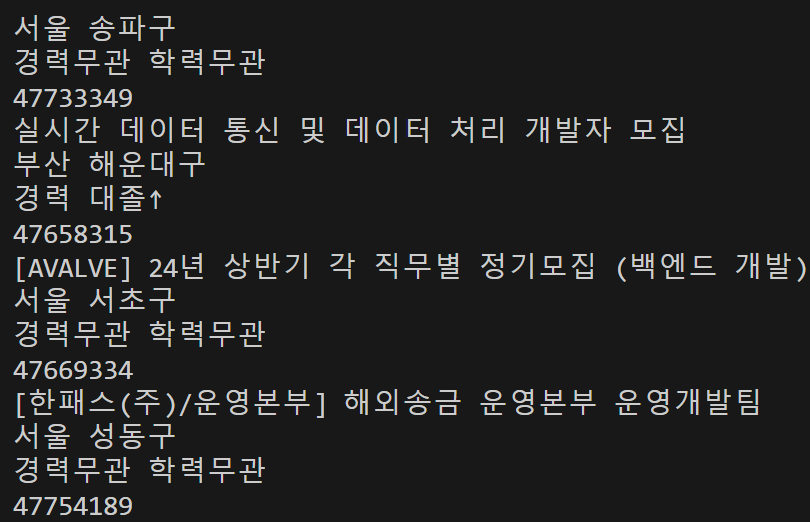 서울 송파구
경력무관 학력무관
47733349
실시간 데이터 통신 및 데이터 처리 개발자 모집
부산 해운대구
경력 대졸↑
47658315
[AVALVE] 24년 상반기 각 직무별 정기모집 (백엔드 개발)
서울 서초구
경력무관 학력무관
47669334
[한패스(주)/운영본부] 해외송금 운영본부 운영개발팀
서울 성동구
경력무관 학력무관
47754189